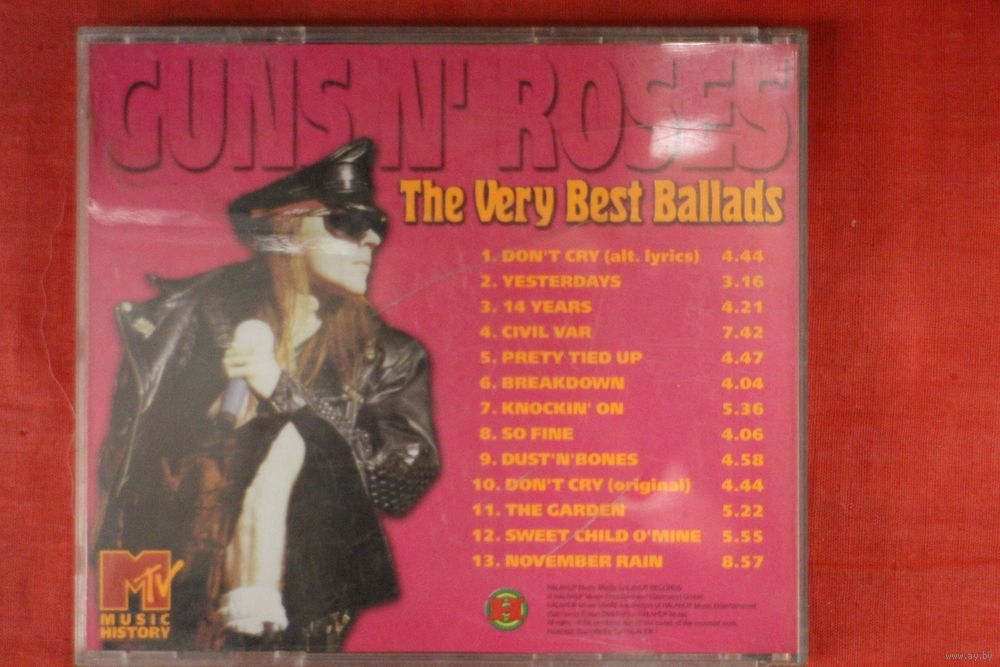 GUNS N' ROSES
The Very Best Ballads
1. DON'T CRY (alt. lyrics) 4.44
2. YESTERDAYS 3.16
3. 14 YEARS 4.21
4. CIVIL VAR 7.42
5. PRETY TIED UP 4.47
6. BREAKDOWN 4.04
7. KNOCKIN' ON 5.36
8. SO FINE 4.06
9. DUST'N'BONES 4.58
10. DON'T CRY (original) 4.44
11. THE GARDEN 5.22
12. SWEET CHILD O'MINE 5.55
13. NOVEMBER RAIN 8.57
MTV
MUSIC
HISTORY
H
www.ay.by